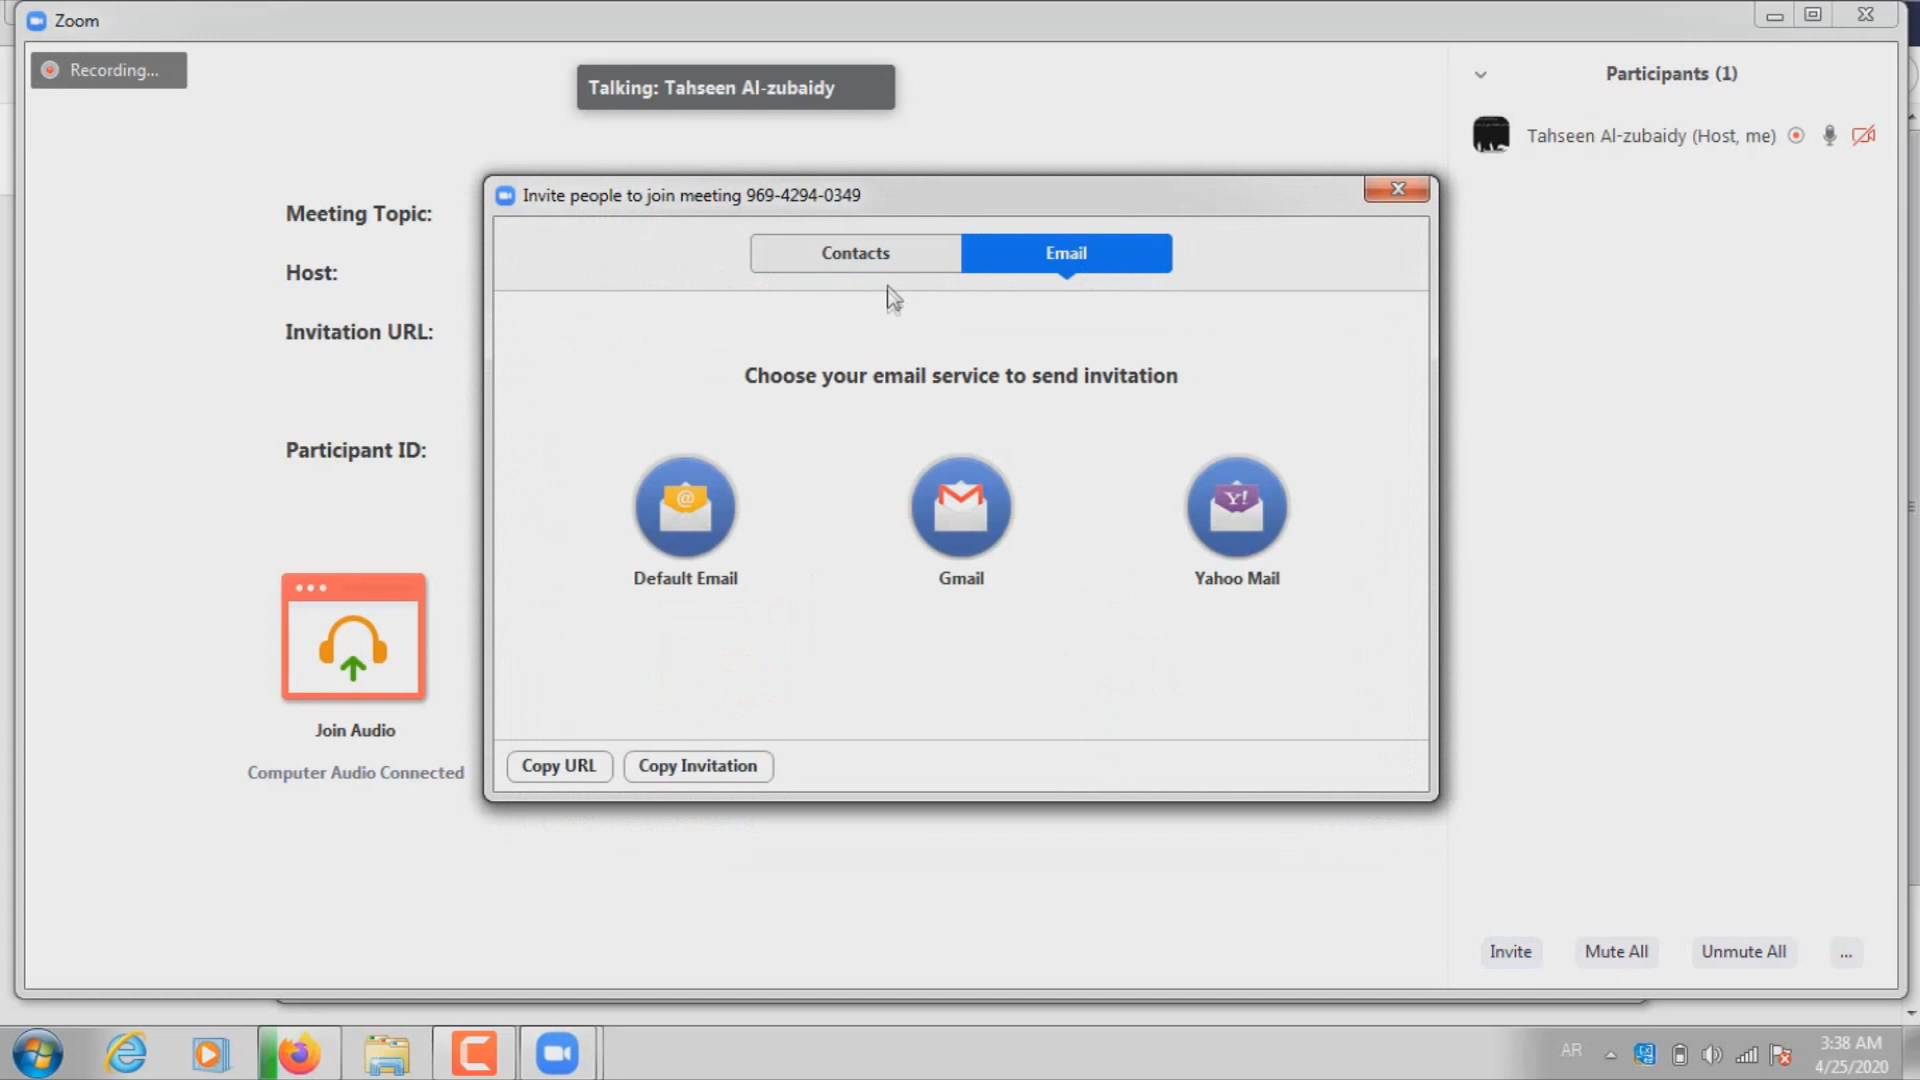 Zoom
Recording...
Talking: Tahseen Al-zubaidy
Participants (1)
Tahseen Al-zubaidy (Host, me)
Invite people to join meeting 969-4294-0349
Contacts
Email
Meeting Topic:
Host:
Invitation URL:
Participant ID:
Choose your email service to send invitation
@
Y!
Default Email
Gmail
Yahoo Mail
Join Audio
Computer Audio Connected
Copy URL
Copy Invitation
Invite
Mute All
Unmute All
...
AR
3:38 AM
4/25/2020